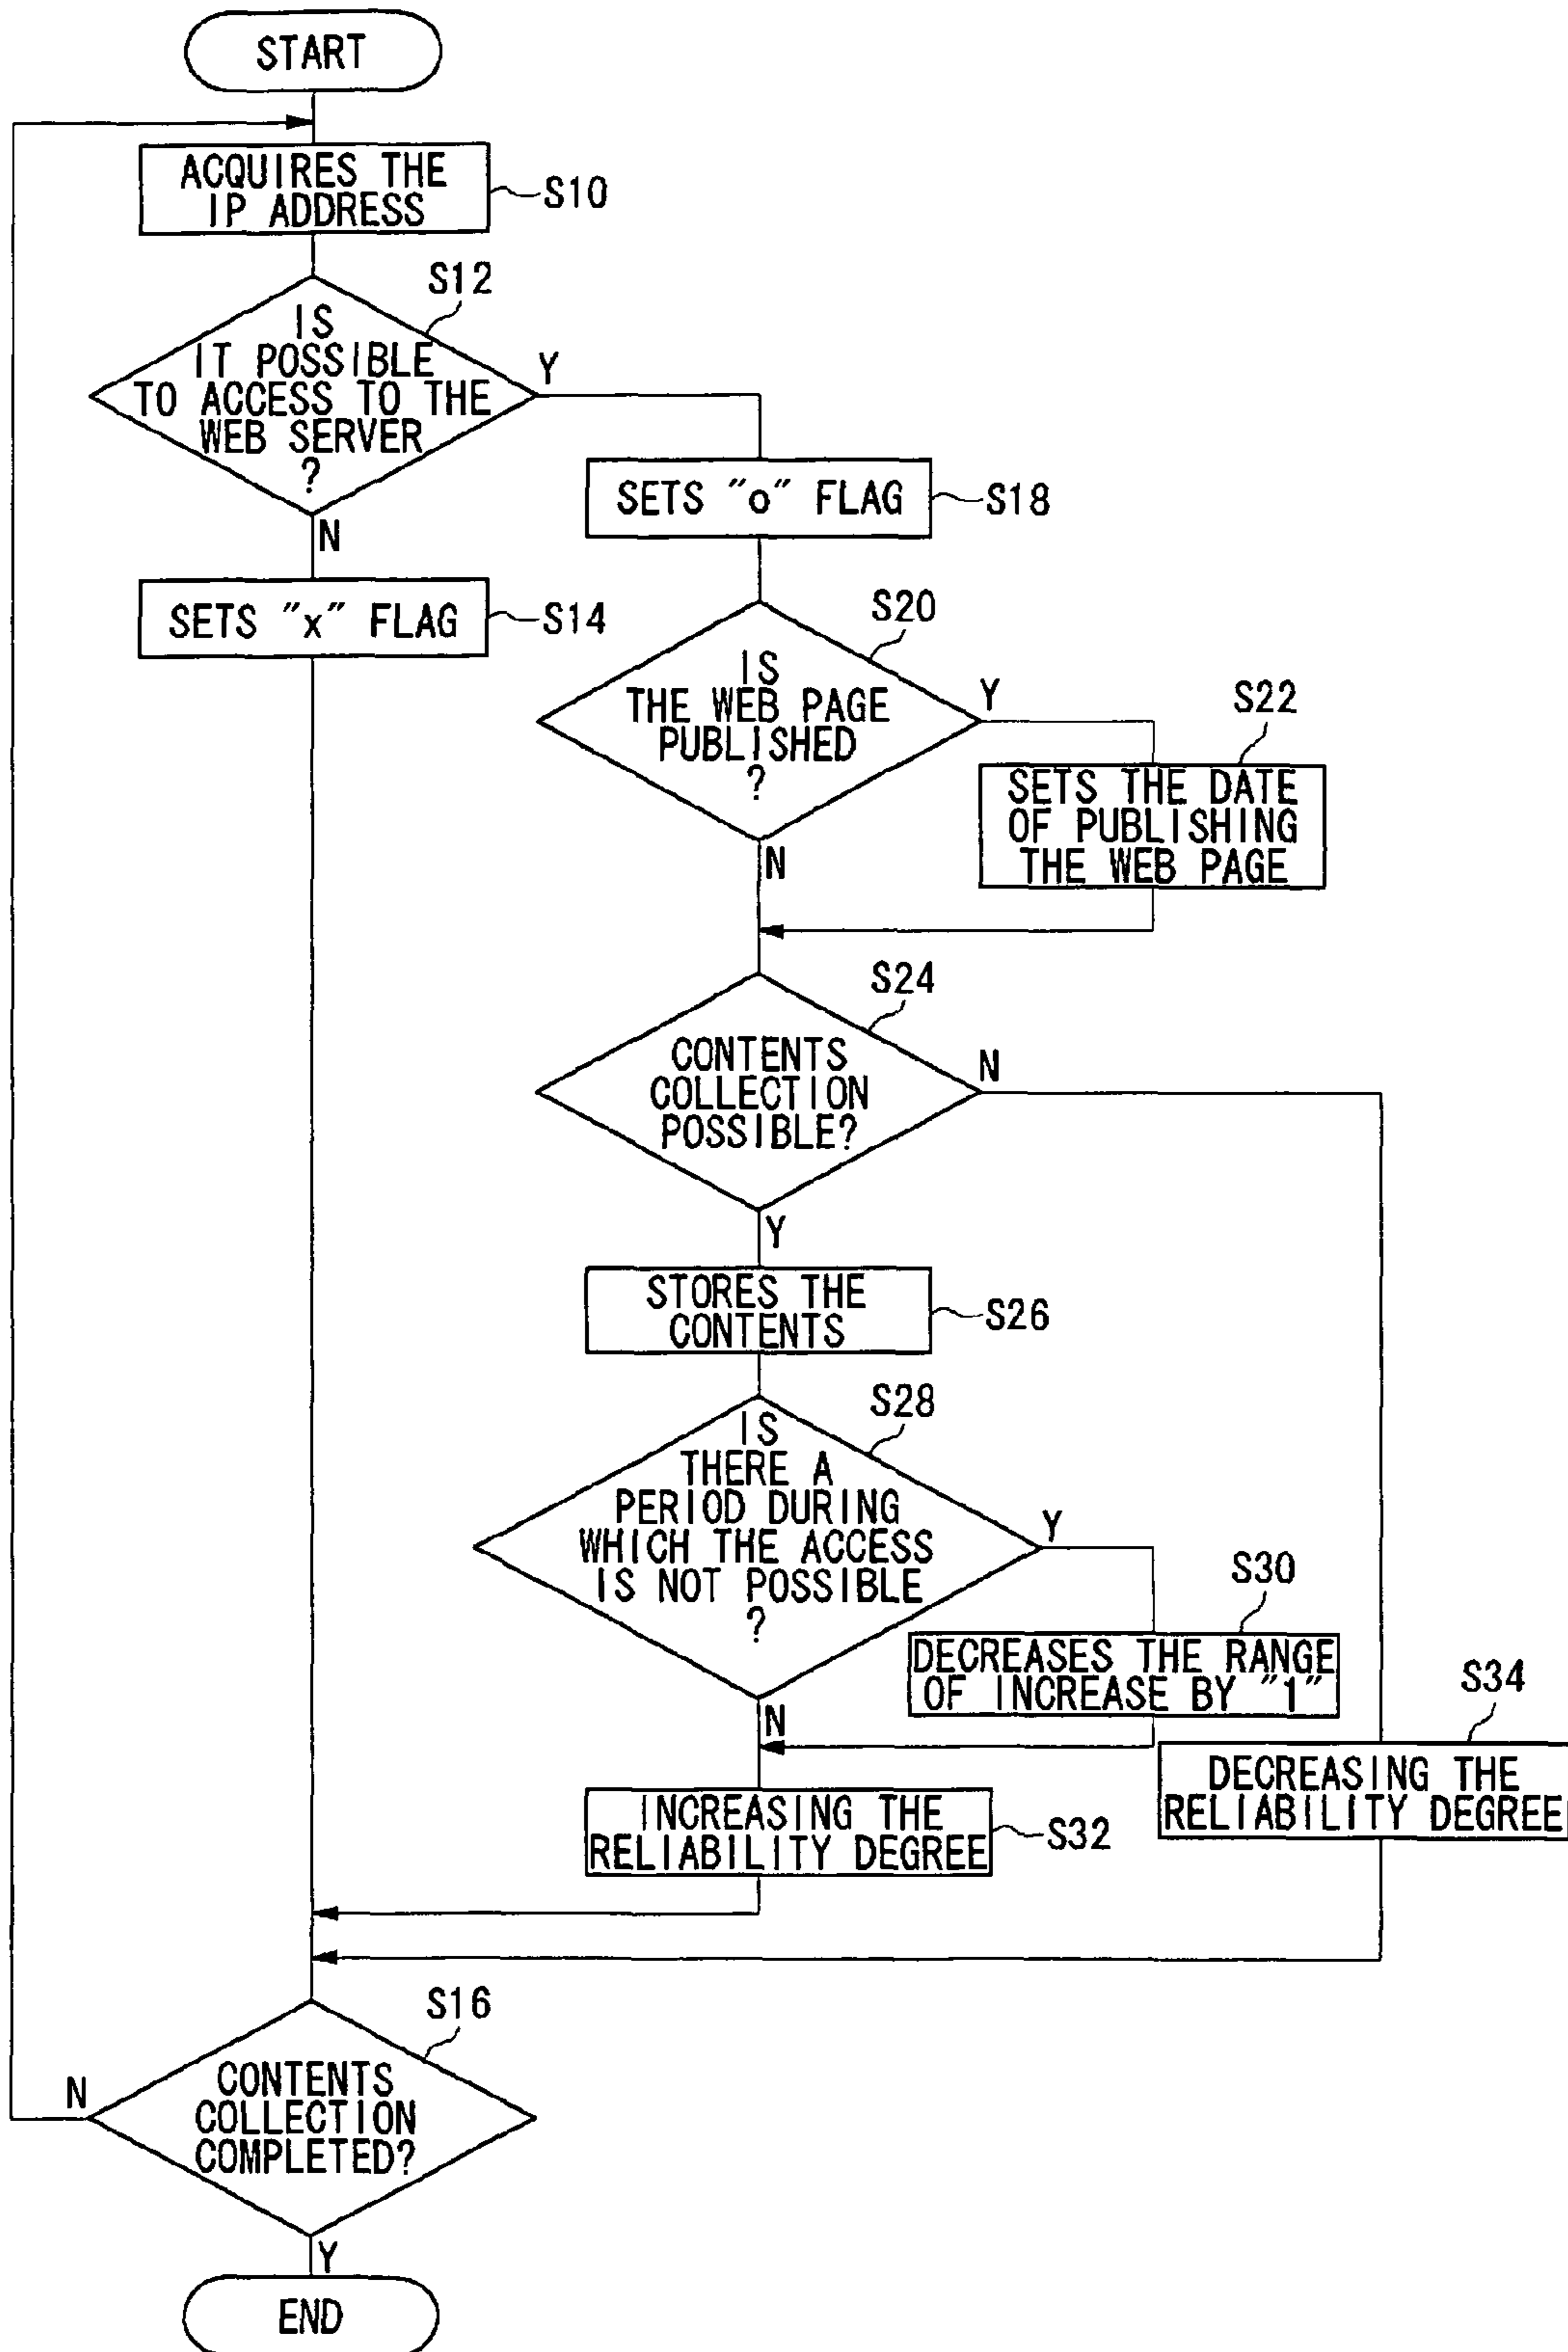 START
ACQUIRES THE
IP ADDRESS
S10
S12
IS
IT POSSIBLE
TO ACCESS TO THE
WEB SERVER
?
Y
N
SETS "o" FLAG
S18
SETS "x" FLAG
S14
S20
IS
THE WEB PAGE
PUBLISHED
?
Y
N
S22
SETS THE DATE
OF PUBLISHING
THE WEB PAGE
S24
CONTENTS
COLLECTION
POSSIBLE?
N
Y
STORES THE
CONTENTS
S26
S28
IS
THERE A
PERIOD DURING
WHICH THE ACCESS
IS NOT POSSIBLE
?
Y
N
S30
DECREASES THE RANGE
OF INCREASE BY "1"
S34
DECREASING THE
RELIABILITY DEGREE
INCREASING THE
RELIABILITY DEGREE
S32
S16
CONTENTS
COLLECTION
COMPLETED?
N
Y
END